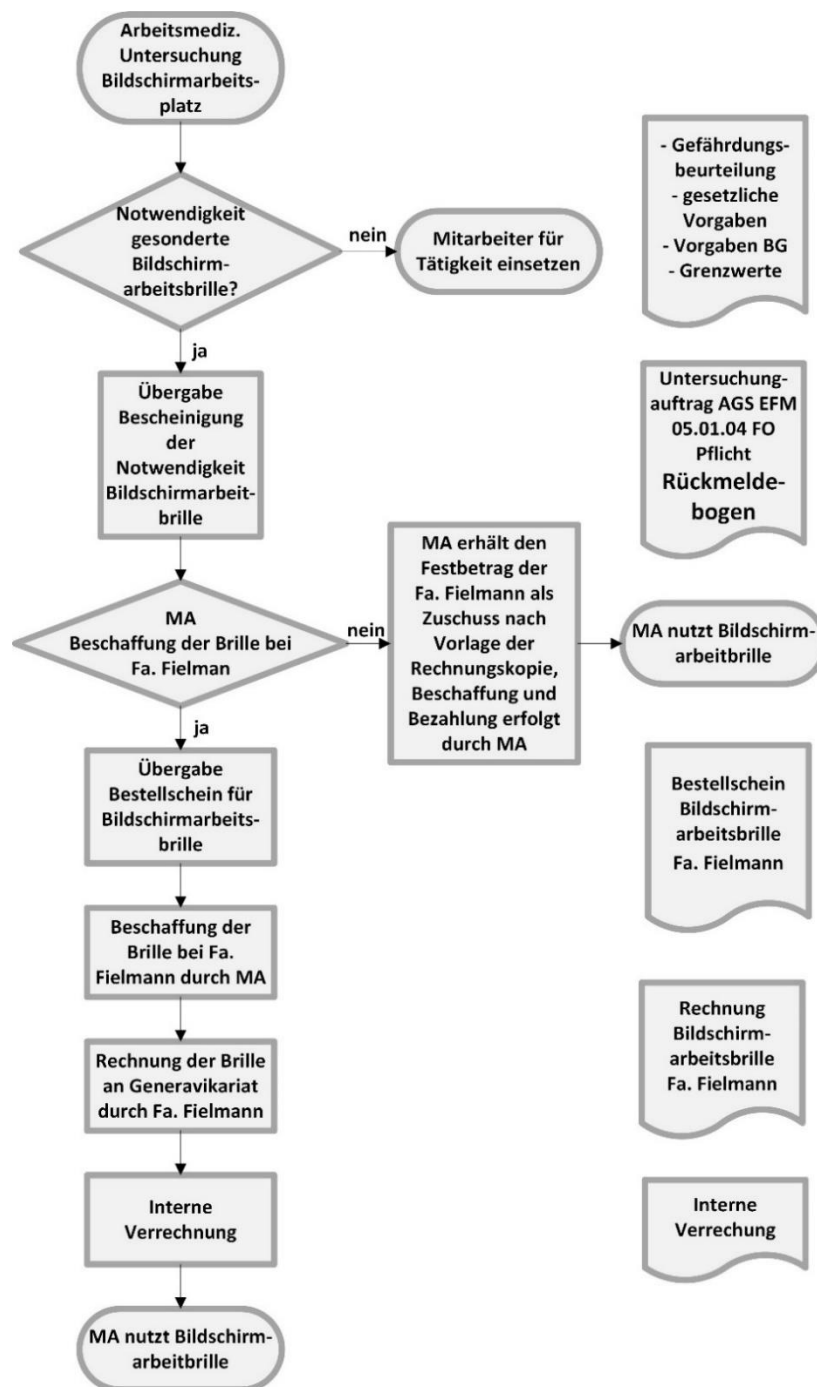 Arbeitsmediz.
Untersuchung
Bildschirmarbeits-
platz
Notwendigkeit
gesonderte
Bildschirm-
arbeitsbrille?
nein
Mitarbeiter für
Tätigkeit einsetzen
- Gefährdungs-
beurteilung
- gesetzliche
Vorgaben
- Vorgaben BG
- Grenzwerte
ja
Übergabe
Bescheinigung
der
Notwendigkeit
Bildschirmarbeit-
brille
Untersuchung-
auftrag AGS EFM
05.01.04 FO
Pflicht
Rückmelde-
bogen
MA
Beschaffung der Brille bei
Fa. Fielman
nein
MA erhält den
Festbetrag der
Fa. Fielmann als
Zuschuss nach
Vorlage der
Rechnungskopie,
Beschaffung und
Bezahlung erfolgt
durch MA
MA nutzt Bildschirm-
arbeitbrille
ja
Übergabe
Bestellschein für
Bildschirmarbeits-
brille
Bestellschein
Bildschirm-
arbeitsbrille
Fa. Fielmann
Beschaffung der
Brille bei Fa.
Fielmann durch MA
Rechnung der Brille
an Generavikariat
durch Fa. Fielmann
Rechnung
Bildschirm-
arbeitsbrille
Fa. Fielmann
Interne
Verrechnung
Interne
Verrechung
MA nutzt Bildschirm-
arbeitbrille